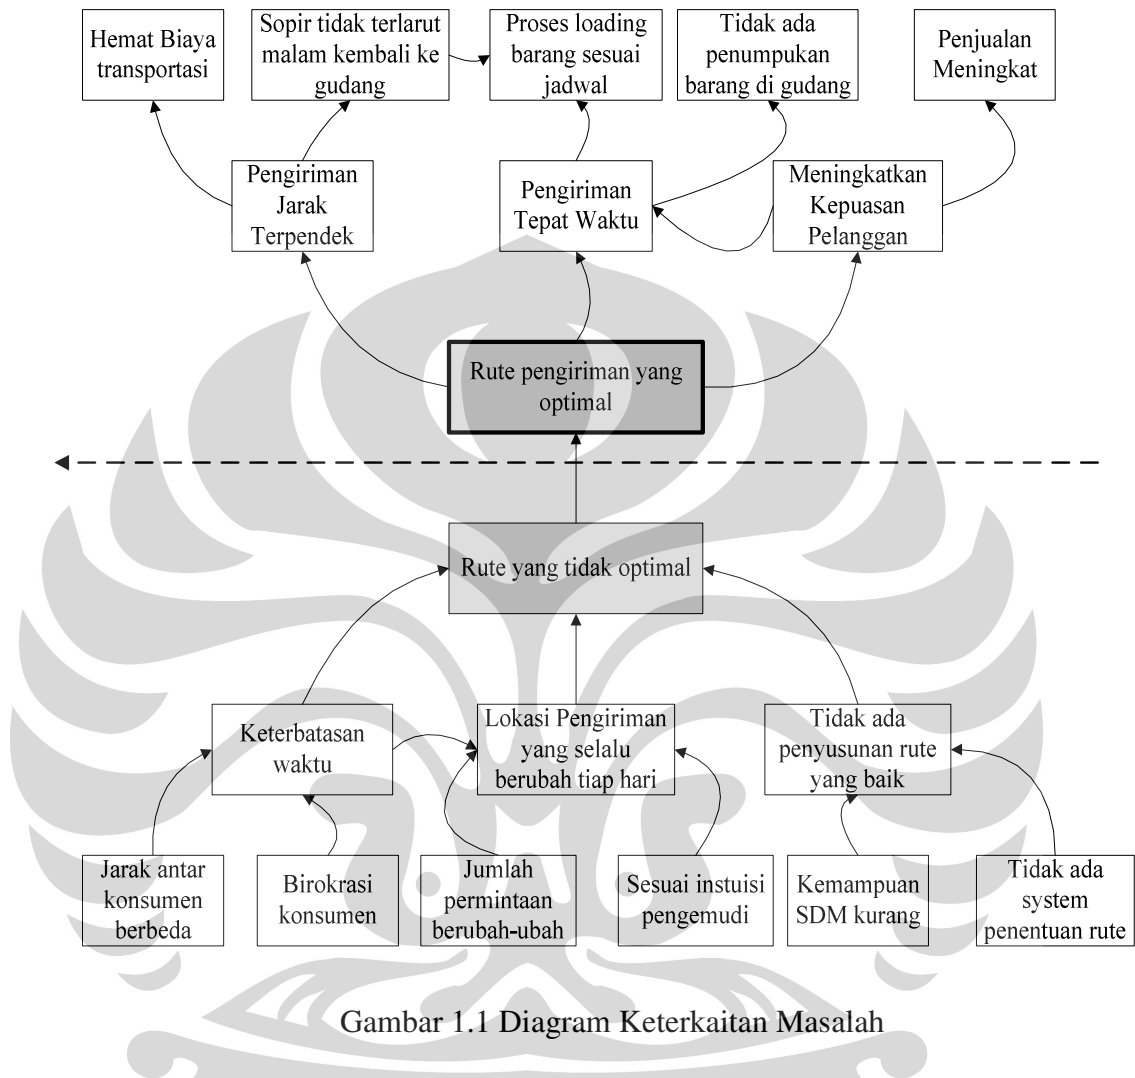 Hemat Biaya
transportasi
Sopir tidak terlarut
malam kembali ke
gudang
Proses loading
barang sesuai
jadwal
Tidak ada
penumpukan
barang di gudang
Penjualan
Meningkat
Pengiriman
Jarak
Terpendek
Pengiriman
Tepat Waktu
Meningkatkan
Kepuasan
Pelanggan
Rute pengiriman yang
optimal
Rute yang tidak optimal
Keterbatasan
waktu
Lokasi Pengiriman
yang selalu
berubah tiap hari
Tidak ada
penyusunan rute
yang baik
Jarak antar
konsumen
berbeda
Birokrasi
konsumen
Jumlah
permintaan
berubah-ubah
Sesuai instuisi
pengemudi
Kemampuan
SDM kurang
Tidak ada
system
penentuan rute
Gambar 1.1 Diagram Keterkaitan Masalah